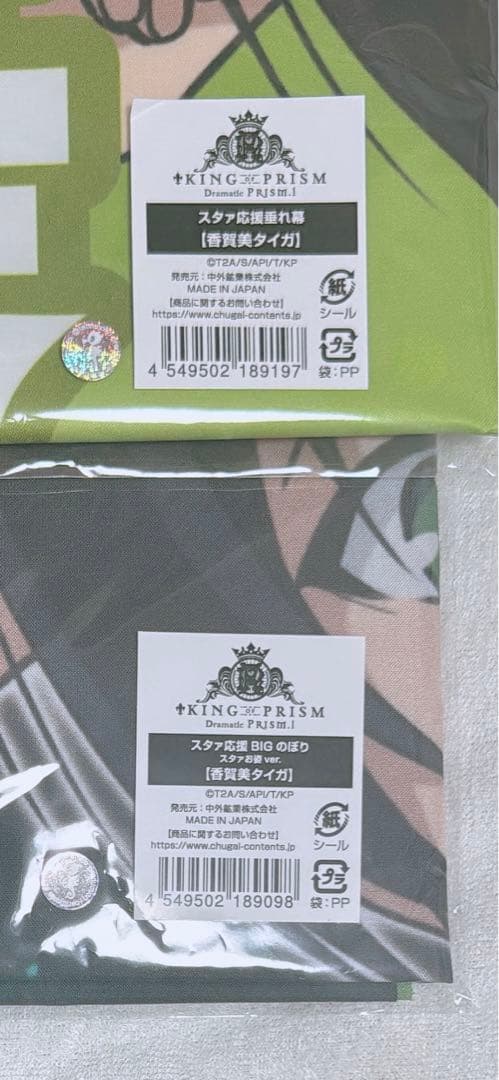 KING OF PRISM
Dramatic PRISM.1
スタァ応援垂れ幕
【香賀美タイガ】
©T2A/S/API/T/KP
発売元：中外鉱業株式会社
MADE IN JAPAN
【商品に関するお問い合わせ】
https://www.chugai-contents.jp
紙
シール
プラ
袋：PP
4 549502 189197
KING OF PRISM
Dramatic PRISM.1
スタァ応援 BIG のぼり
スタァお姿 ver.
【香賀美タイガ】
©T2A/S/API/T/KP
発売元：中外鉱業株式会社
MADE IN JAPAN
【商品に関するお問い合わせ】
https://www.chugai-contents.jp
紙
シール
プラ
袋：PP
4 549502 189098